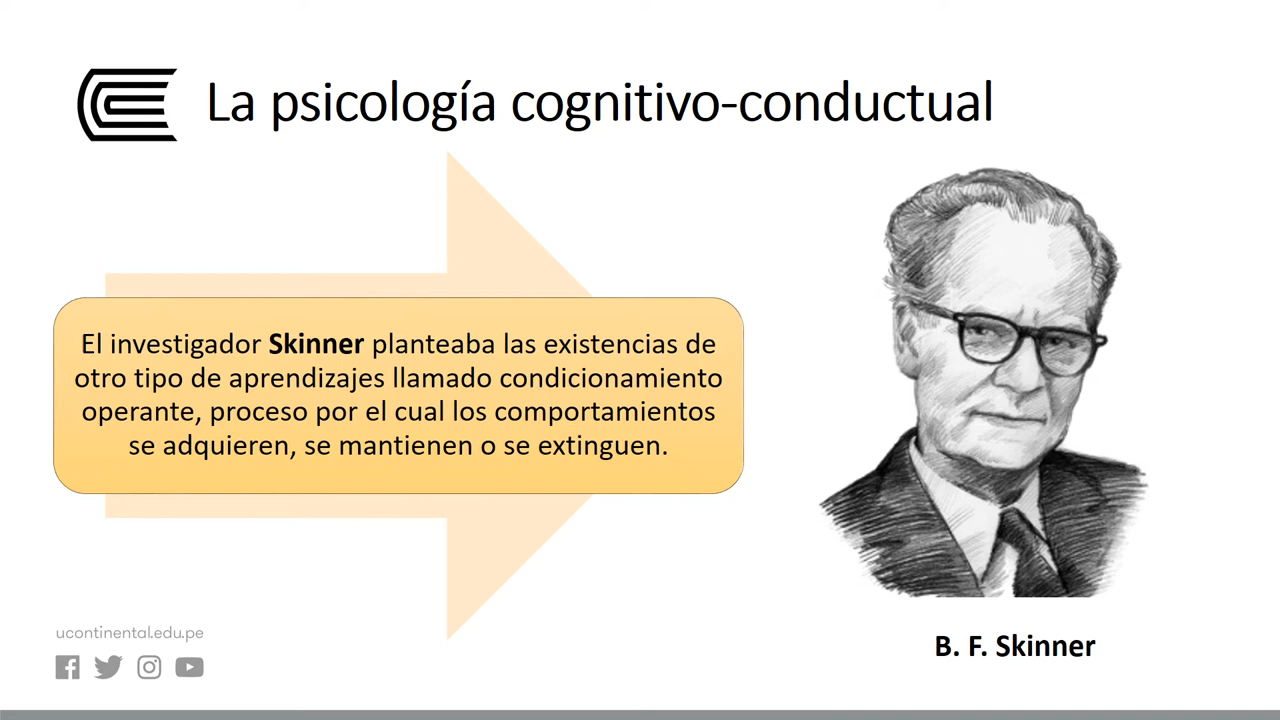 La psicología cognitivo-conductual
El investigador Skinner planteaba las existencias de
otro tipo de aprendizajes llamado condicionamiento
operante, proceso por el cual los comportamientos
se adquieren, se mantienen o se extinguen.
B. F. Skinner
ucontinental.edu.pe